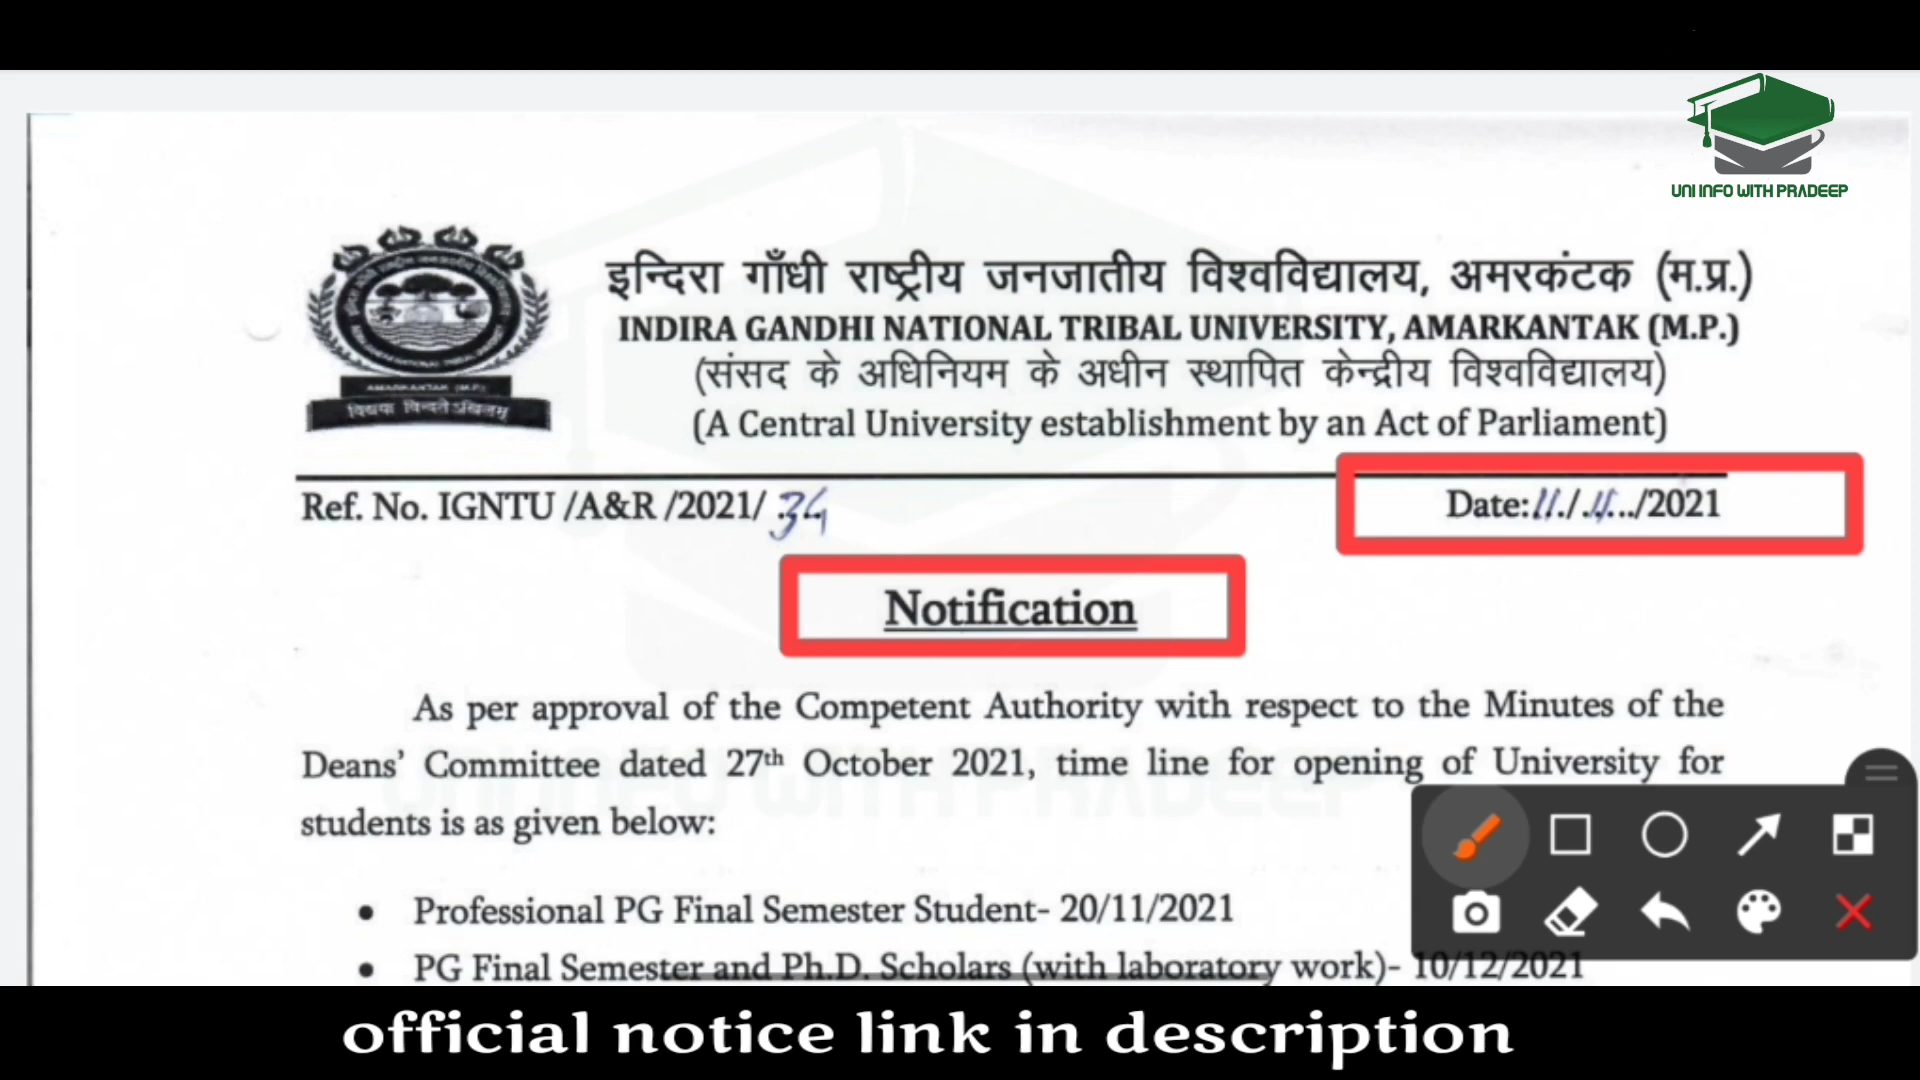 UNI INFO WITH PRADEEP
इन्दिरा गाँधी राष्ट्रीय जनजातीय विश्वविद्यालय, अमरकंटक (म.प्र.)
INDIRA GANDHI NATIONAL TRIBAL UNIVERSITY, AMARKANTAK (M.P.)
(संसद के अधिनियम के अधीन स्थापित केन्द्रीय विश्वविद्यालय)
(A Central University establishment by an Act of Parliament)
AMARKANTAK (M.P.)
Ref. No. IGNTU /A&R /2021/ 34
Date: 11/11/2021
Notification
As per approval of the Competent Authority with respect to the Minutes of the
Deans' Committee dated 27th October 2021, time line for opening of University for
students is as given below:
UNI INFO WITH PRADEEP
• Professional PG Final Semester Student- 20/11/2021
• PG Final Semester and Ph.D. Scholars (with laboratory work)- 10/12/2021
official notice link in description